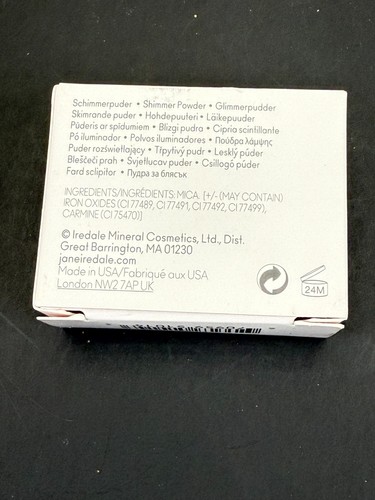 Schimmerpuder • Shimmer Powder • Glimmerpudder
Skimrande puder • Hohdepuuteri • Läikepuuder
Pūderis ar spīdumiem • Blizgi pudra • Cipria scintillante
Pó iluminador • Polvos iluminadores • Πούδρα λάμψης
Puder rozświetlający • Třpytivý pudr • Lesklý púder
Bleščeči prah • Svjetlucav puder • Csillogó púder
Fard sclipitor • Пудра за блясък
INGREDIENTS/INGRÉDIENTS: MICA. [+/- (MAY CONTAIN)
IRON OXIDES (CI 77489, CI 77491, CI 77492, CI 77499),
CARMINE (CI 75470)]
© Iredale Mineral Cosmetics, Ltd., Dist.
Great Barrington, MA 01230
janeiredale.com
Made in USA/Fabriqué aux USA
London NW2 7AP UK
24M